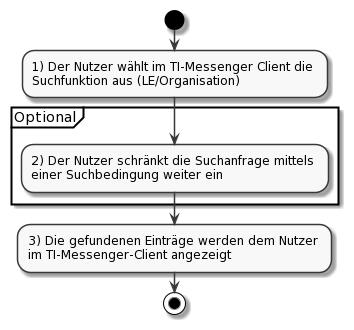 1) Der Nutzer wählt im TI-Messenger Client die
Suchfunktion aus (LE/Organisation)
Optional
2) Der Nutzer schränkt die Suchanfrage mittels
einer Suchbedingung weiter ein
3) Die gefundenen Einträge werden dem Nutzer
im TI-Messenger-Client angezeigt